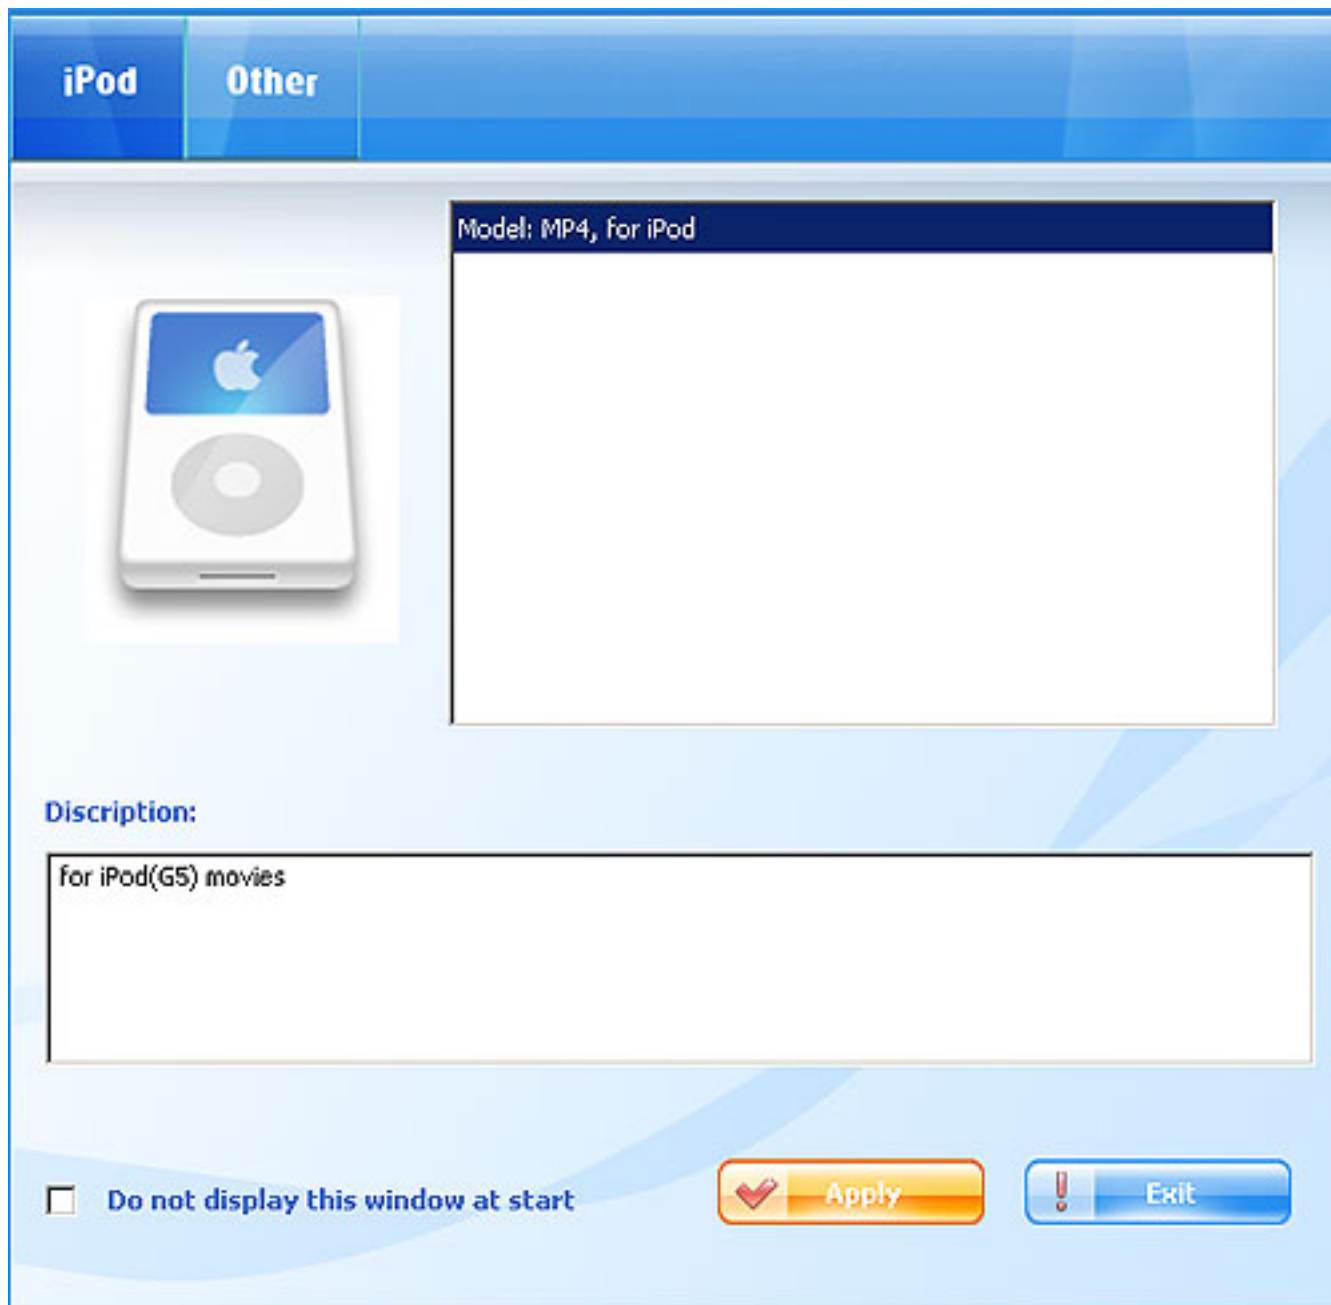 iPod
Other
Model: MP4, for iPod
Discription:
for iPod(G5) movies
Do not display this window at start
Apply
Exit